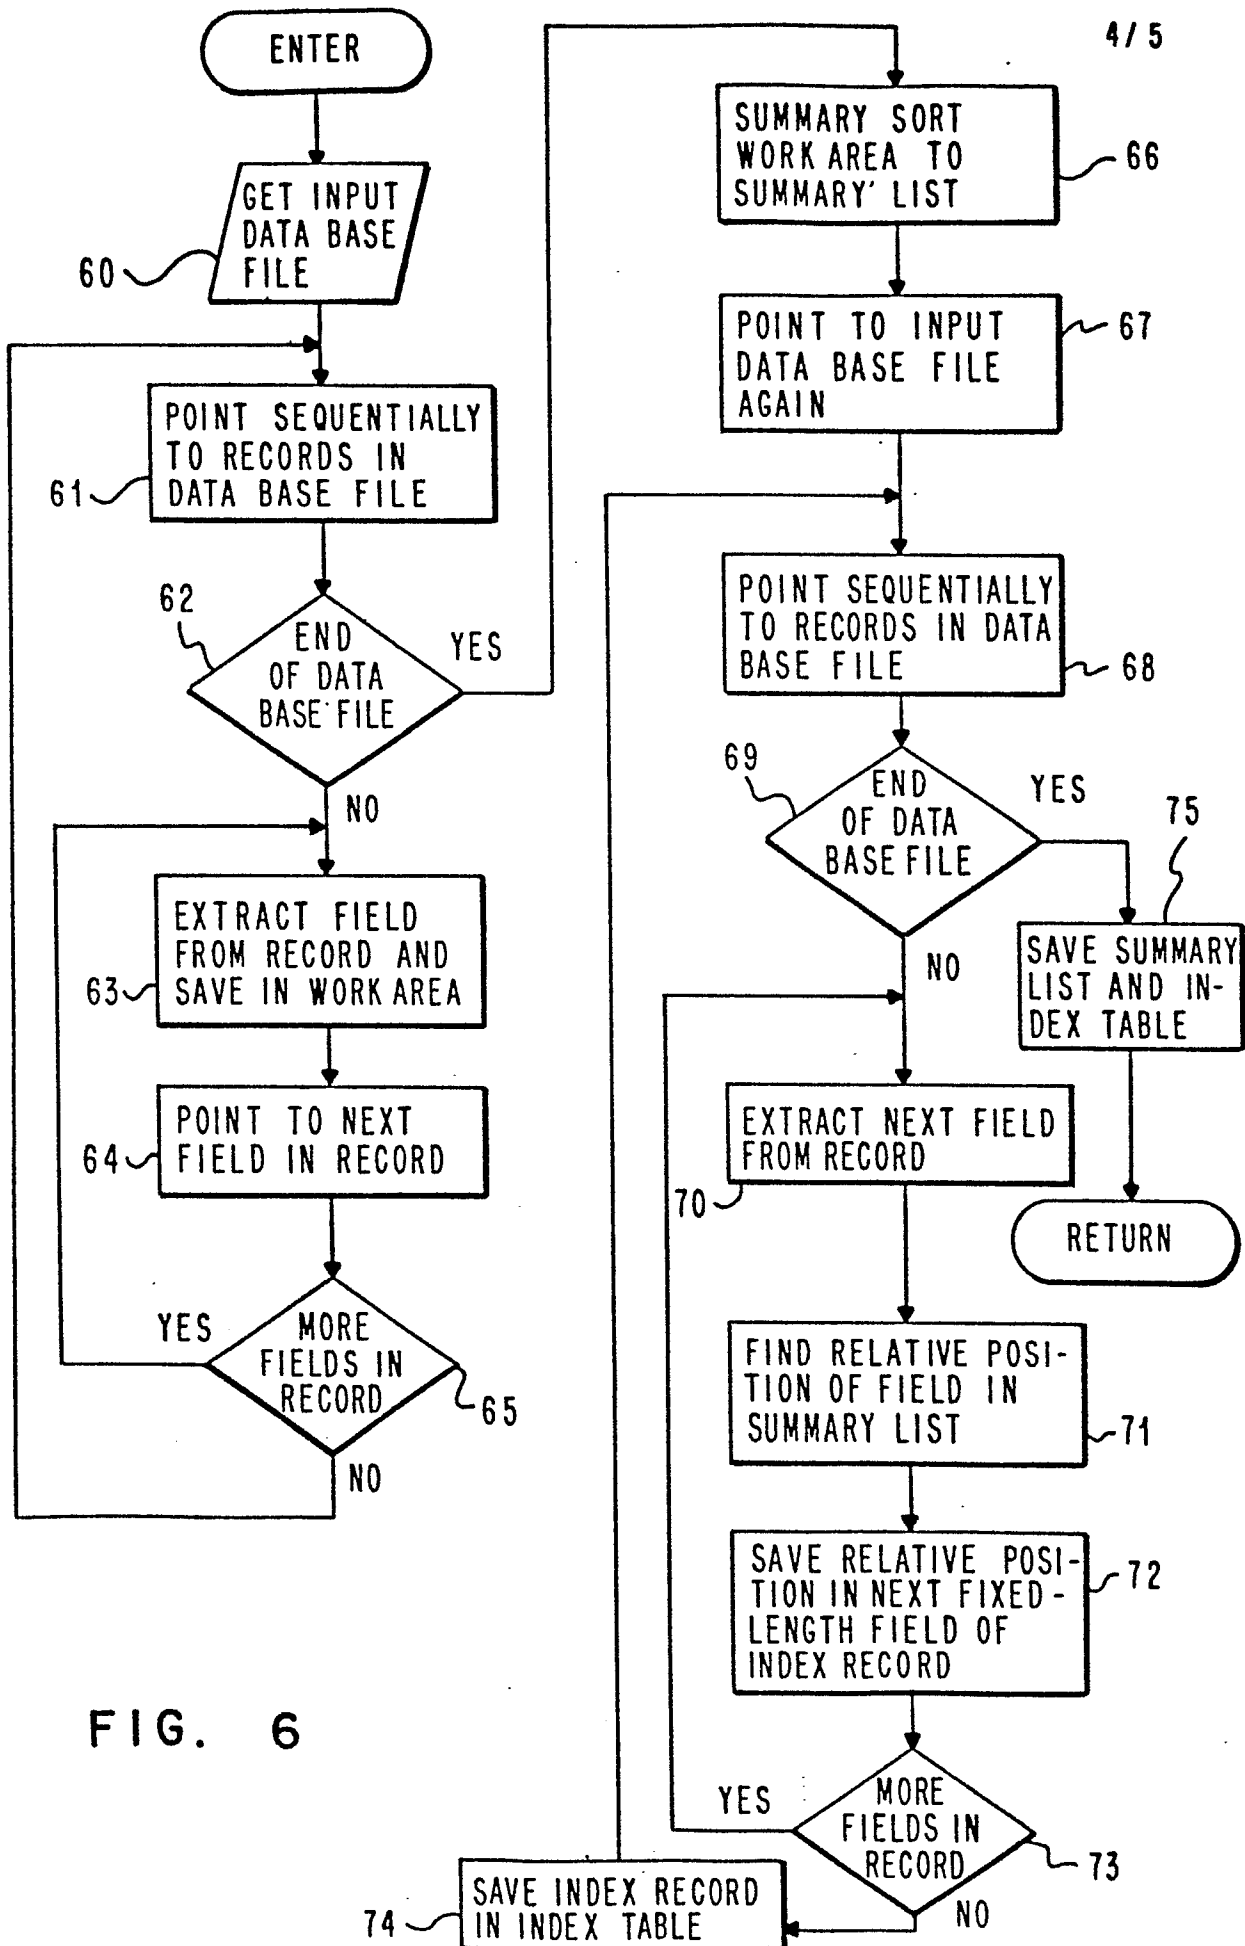 4/5
ENTER
GET INPUT
DATA BASE
FILE
60
POINT SEQUENTIALLY
TO RECORDS IN
DATA BASE FILE
61
62
END
OF DATA
BASE FILE
YES
NO
EXTRACT FIELD
FROM RECORD AND
SAVE IN WORK AREA
63
POINT TO NEXT
FIELD IN RECORD
64
YES
MORE
FIELDS IN
RECORD
65
NO
SUMMARY SORT
WORK AREA TO
SUMMARY' LIST
66
POINT TO INPUT
DATA BASE FILE
AGAIN
67
POINT SEQUENTIALLY
TO RECORDS IN DATA
BASE FILE
68
69
END
OF DATA
BASE FILE
YES
NO
75
SAVE SUMMARY
LIST AND IN-
DEX TABLE
RETURN
EXTRACT NEXT FIELD
FROM RECORD
70
FIND RELATIVE POSI-
TION OF FIELD IN
SUMMARY LIST
71
SAVE RELATIVE POSI-
TION IN NEXT FIXED-
LENGTH FIELD OF
INDEX RECORD
72
YES
MORE
FIELDS IN
RECORD
73
NO
SAVE INDEX RECORD
IN INDEX TABLE
74
FIG. 6